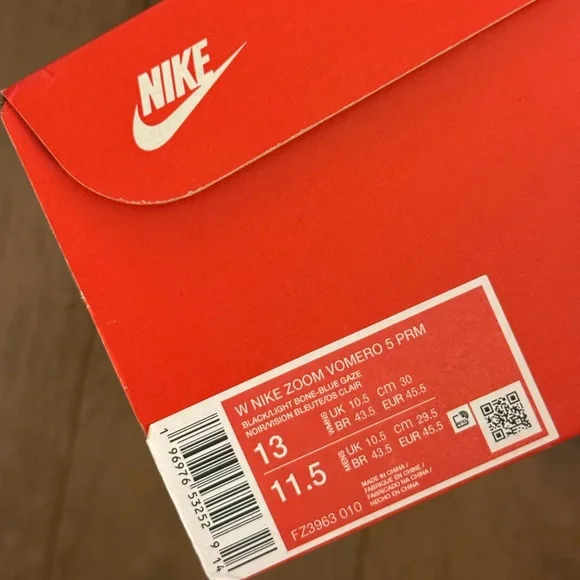 NIKE
W NIKE ZOOM VOMERO 5 PRM
BLACK/LIGHT BONE-BLUE GAZE
NOIR/VISION BLEUTE/OS CLAIR
13 WMNS UK 10.5 cm 30
BR 43.5 EUR 45.5
11.5 MENS UK 10.5 cm 29.5
BR 43.5 EUR 45.5
FZ3963 010
MADE IN CHINA /
FABRIQUE EN CHINE /
FABRICADO NA CHINA /
HECHO EN CHINA
1 96976 53252 9 14